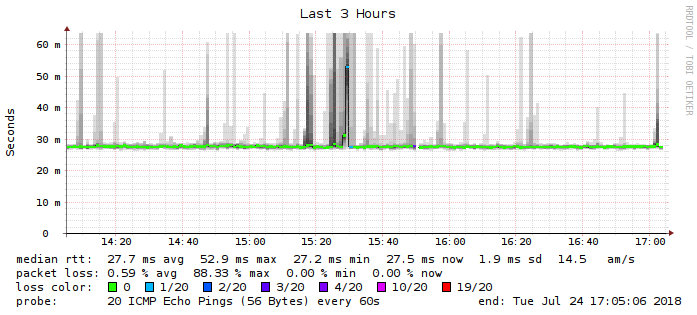 Last 3 Hours
RRDTOOL / TOBI OETIKER
Seconds
60 m
50 m
40 m
30 m
20 m
10 m
0
14:20 14:40 15:00 15:20 15:40 16:00 16:20 16:40 17:00
median rtt: 27.7 ms avg 52.9 ms max 27.2 ms min 27.5 ms now 1.9 ms sd 14.5 am/s
packet loss: 0.59 % avg 88.33 % max 0.00 % min 0.00 % now
loss color: 0 1/20 2/20 3/20 4/20 10/20 19/20
probe: 20 ICMP Echo Pings (56 Bytes) every 60s end: Tue Jul 24 17:05:06 2018